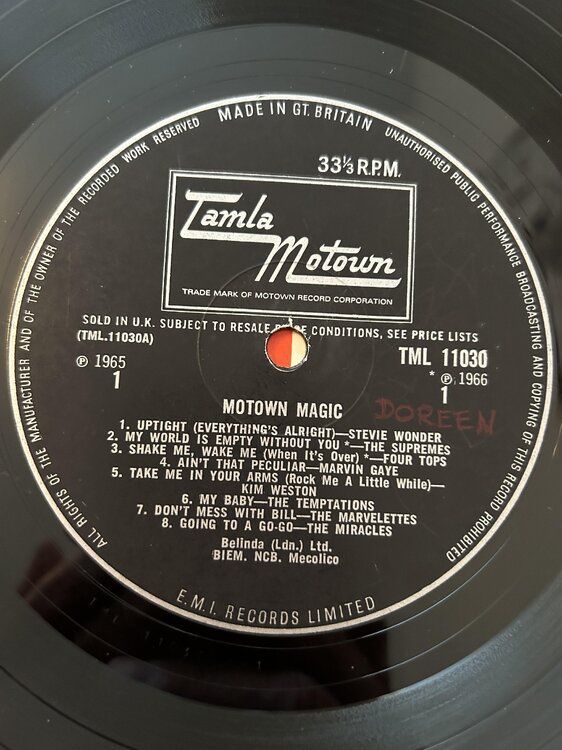 MADE IN GT. BRITAIN
UNAUTHORISED PUBLIC PERFORMANCE BROADCASTING AND COPYING OF THIS RECORD PROHIBITED
ALL RIGHTS OF THE MANUFACTURER AND OF THE OWNER OF THE RECORDED WORK RESERVED
33⅓ R.P.M.
Tamla
Motown
TRADE MARK OF MOTOWN RECORD CORPORATION
SOLD IN U.K. SUBJECT TO RESALE CONDITIONS, SEE PRICE LISTS
(TML.11030A)
TML 11030
℗ 1965
* ℗ 1966
1
1
MOTOWN MAGIC
DOREEN
1. UPTIGHT (EVERYTHING'S ALRIGHT)—STEVIE WONDER
2. MY WORLD IS EMPTY WITHOUT YOU *—THE SUPREMES
3. SHAKE ME, WAKE ME (When It's Over) *—FOUR TOPS
4. AIN'T THAT PECULIAR—MARVIN GAYE
5. TAKE ME IN YOUR ARMS (Rock Me A Little While)—
KIM WESTON
6. MY BABY—THE TEMPTATIONS
7. DON'T MESS WITH BILL—THE MARVELETTES
8. GOING TO A GO-GO—THE MIRACLES
Belinda (Ldn.) Ltd.
BIEM. NCB. Mecolico
E.M.I. RECORDS LIMITED